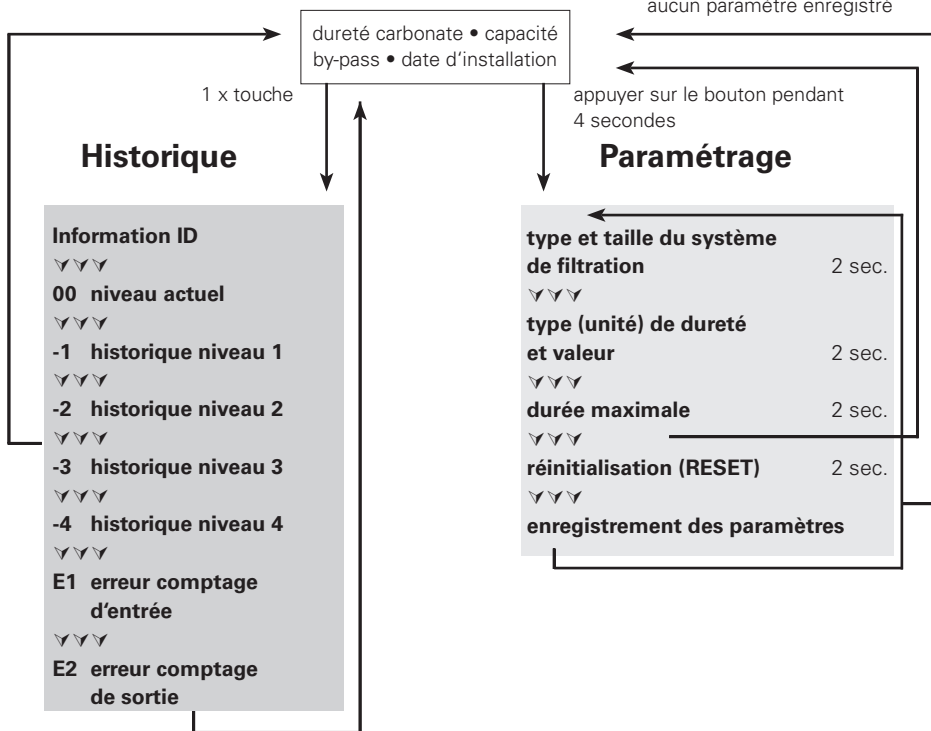 aucun paramètre enregistré
dureté carbonate • capacité
by-pass • date d‘installation
1 x touche
appuyer sur le bouton pendant
4 secondes
Historique
Information ID
00 niveau actuel
-1 historique niveau 1
-2 historique niveau 2
-3 historique niveau 3
-4 historique niveau 4
E1 erreur comptage
d‘entrée
E2 erreur comptage
de sortie
Paramétrage
type et taille du système
de filtration 2 sec.
type (unité) de dureté
et valeur 2 sec.
durée maximale 2 sec.
réinitialisation (RESET) 2 sec.
enregistrement des paramètres